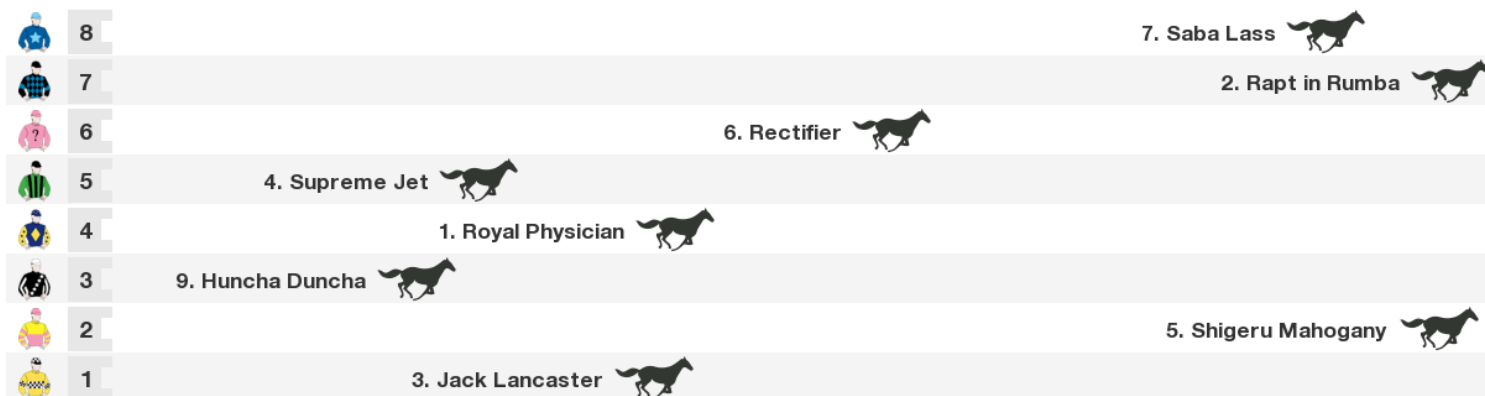 8 7. Saba Lass
7 2. Rapt in Rumba
? 6 6. Rectifier
5 4. Supreme Jet
4 1. Royal Physician
3 9. Huncha Duncha
2 5. Shigeru Mahogany
1 3. Jack Lancaster